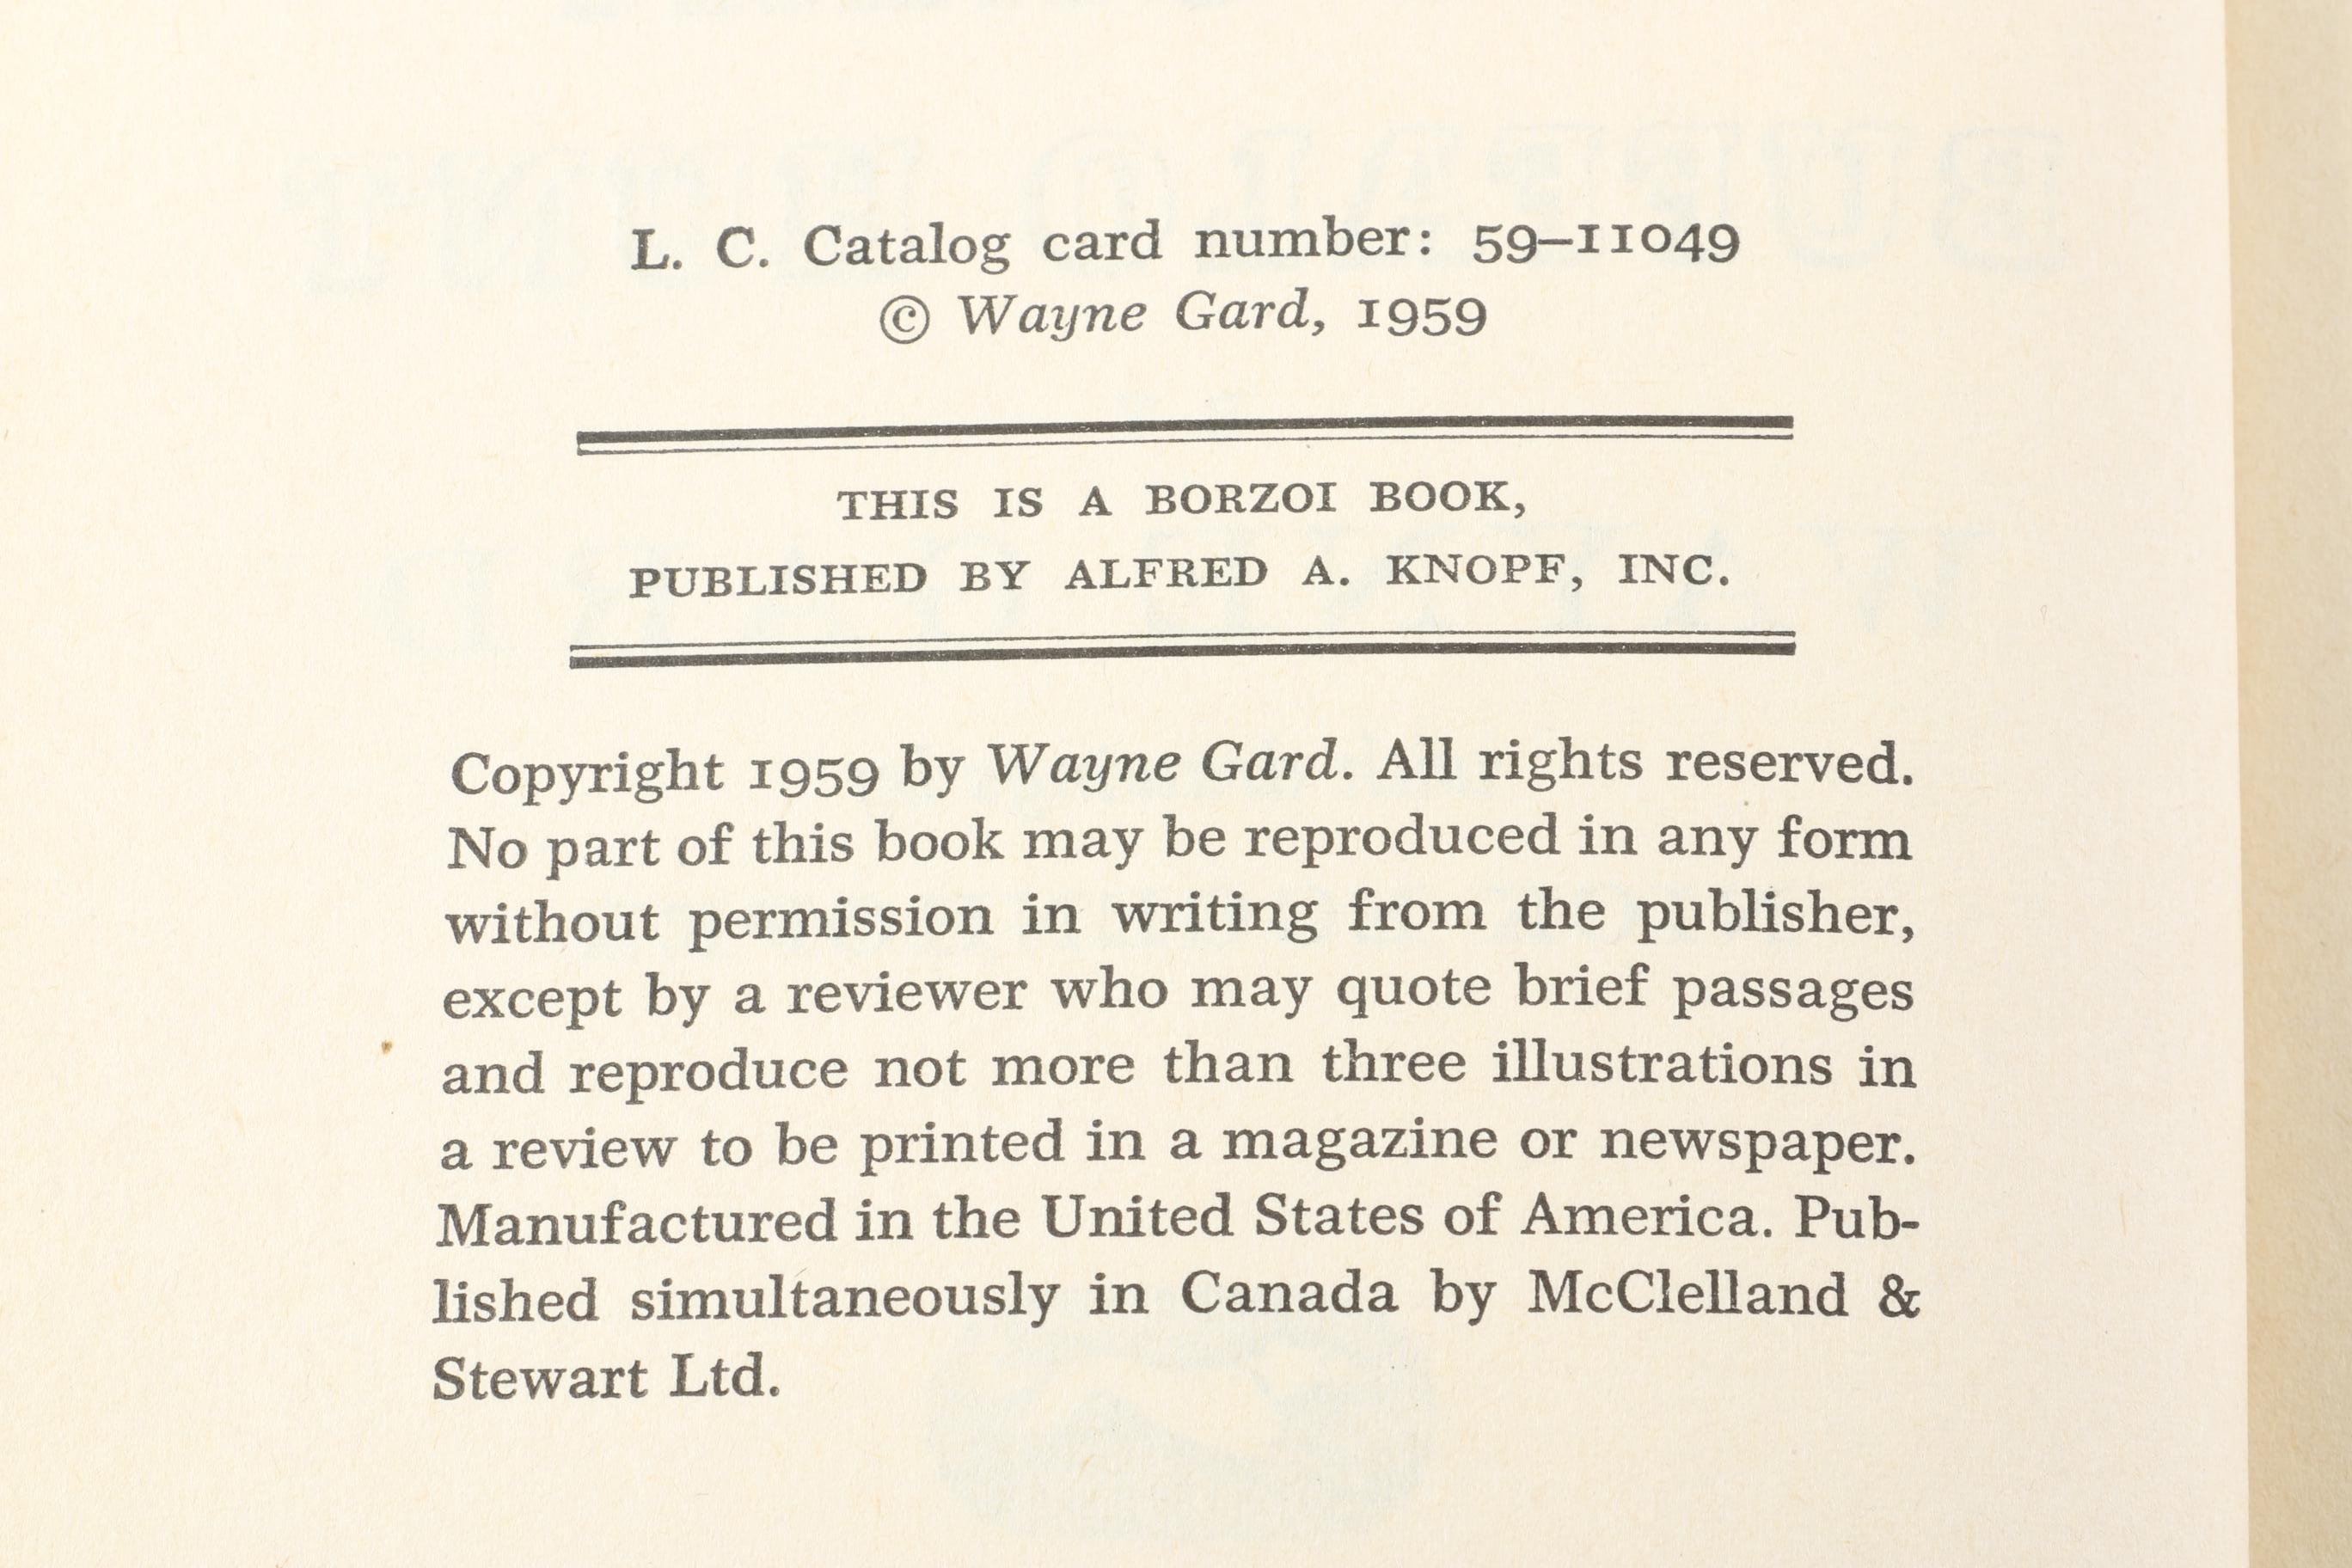 L. C. Catalog card number: 59–11049
© Wayne Gard, 1959
THIS IS A BORZOI BOOK,
PUBLISHED BY ALFRED A. KNOPF, INC.
Copyright 1959 by Wayne Gard. All rights reserved.
No part of this book may be reproduced in any form
without permission in writing from the publisher,
except by a reviewer who may quote brief passages
and reproduce not more than three illustrations in
a review to be printed in a magazine or newspaper.
Manufactured in the United States of America. Pub-
lished simultaneously in Canada by McClelland &
Stewart Ltd.